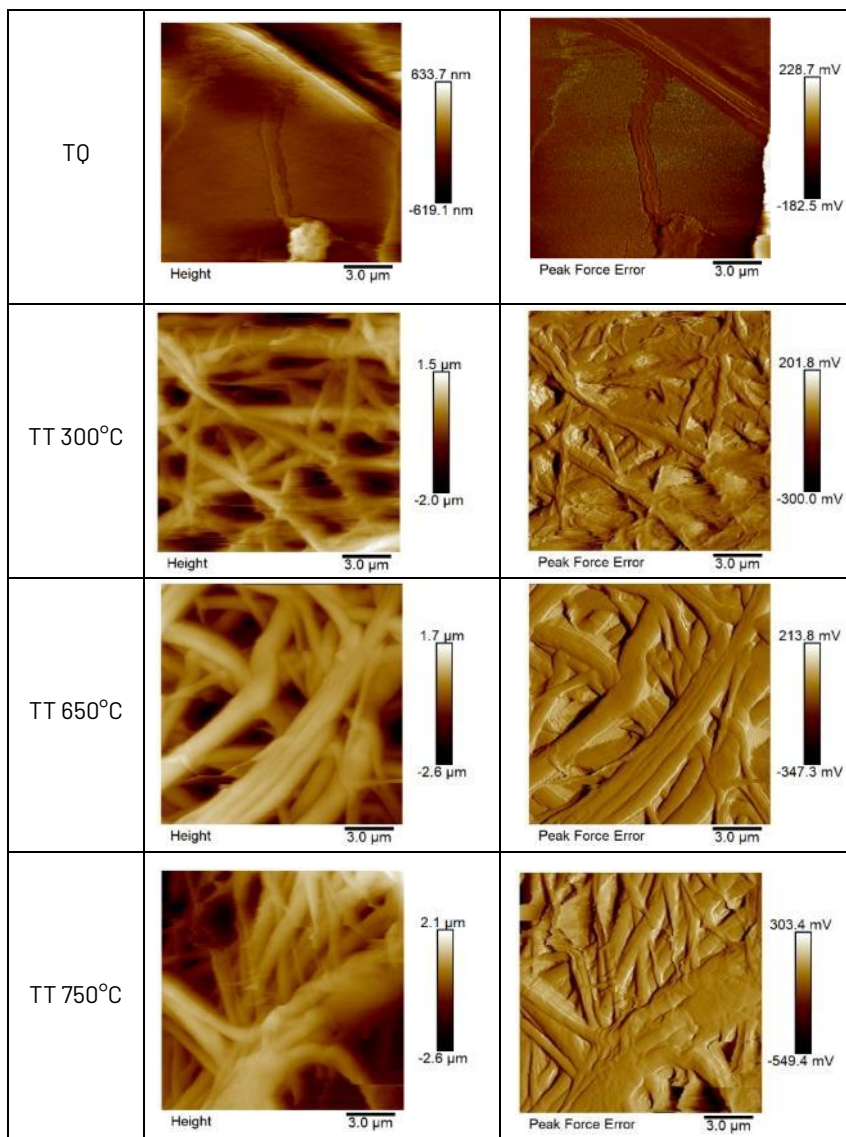 TQ
633.7 nm
-619.1 nm
Height
3.0 µm
228.7 mV
-182.5 mV
Peak Force Error
3.0 µm
TT 300°C
1.5 µm
-2.0 µm
Height
3.0 µm
201.8 mV
-300.0 mV
Peak Force Error
3.0 µm
TT 650°C
1.7 µm
-2.6 µm
Height
3.0 µm
213.8 mV
-347.3 mV
Peak Force Error
3.0 µm
TT 750°C
2.1 µm
-2.6 µm
Height
3.0 µm
303.4 mV
-549.4 mV
Peak Force Error
3.0 µm